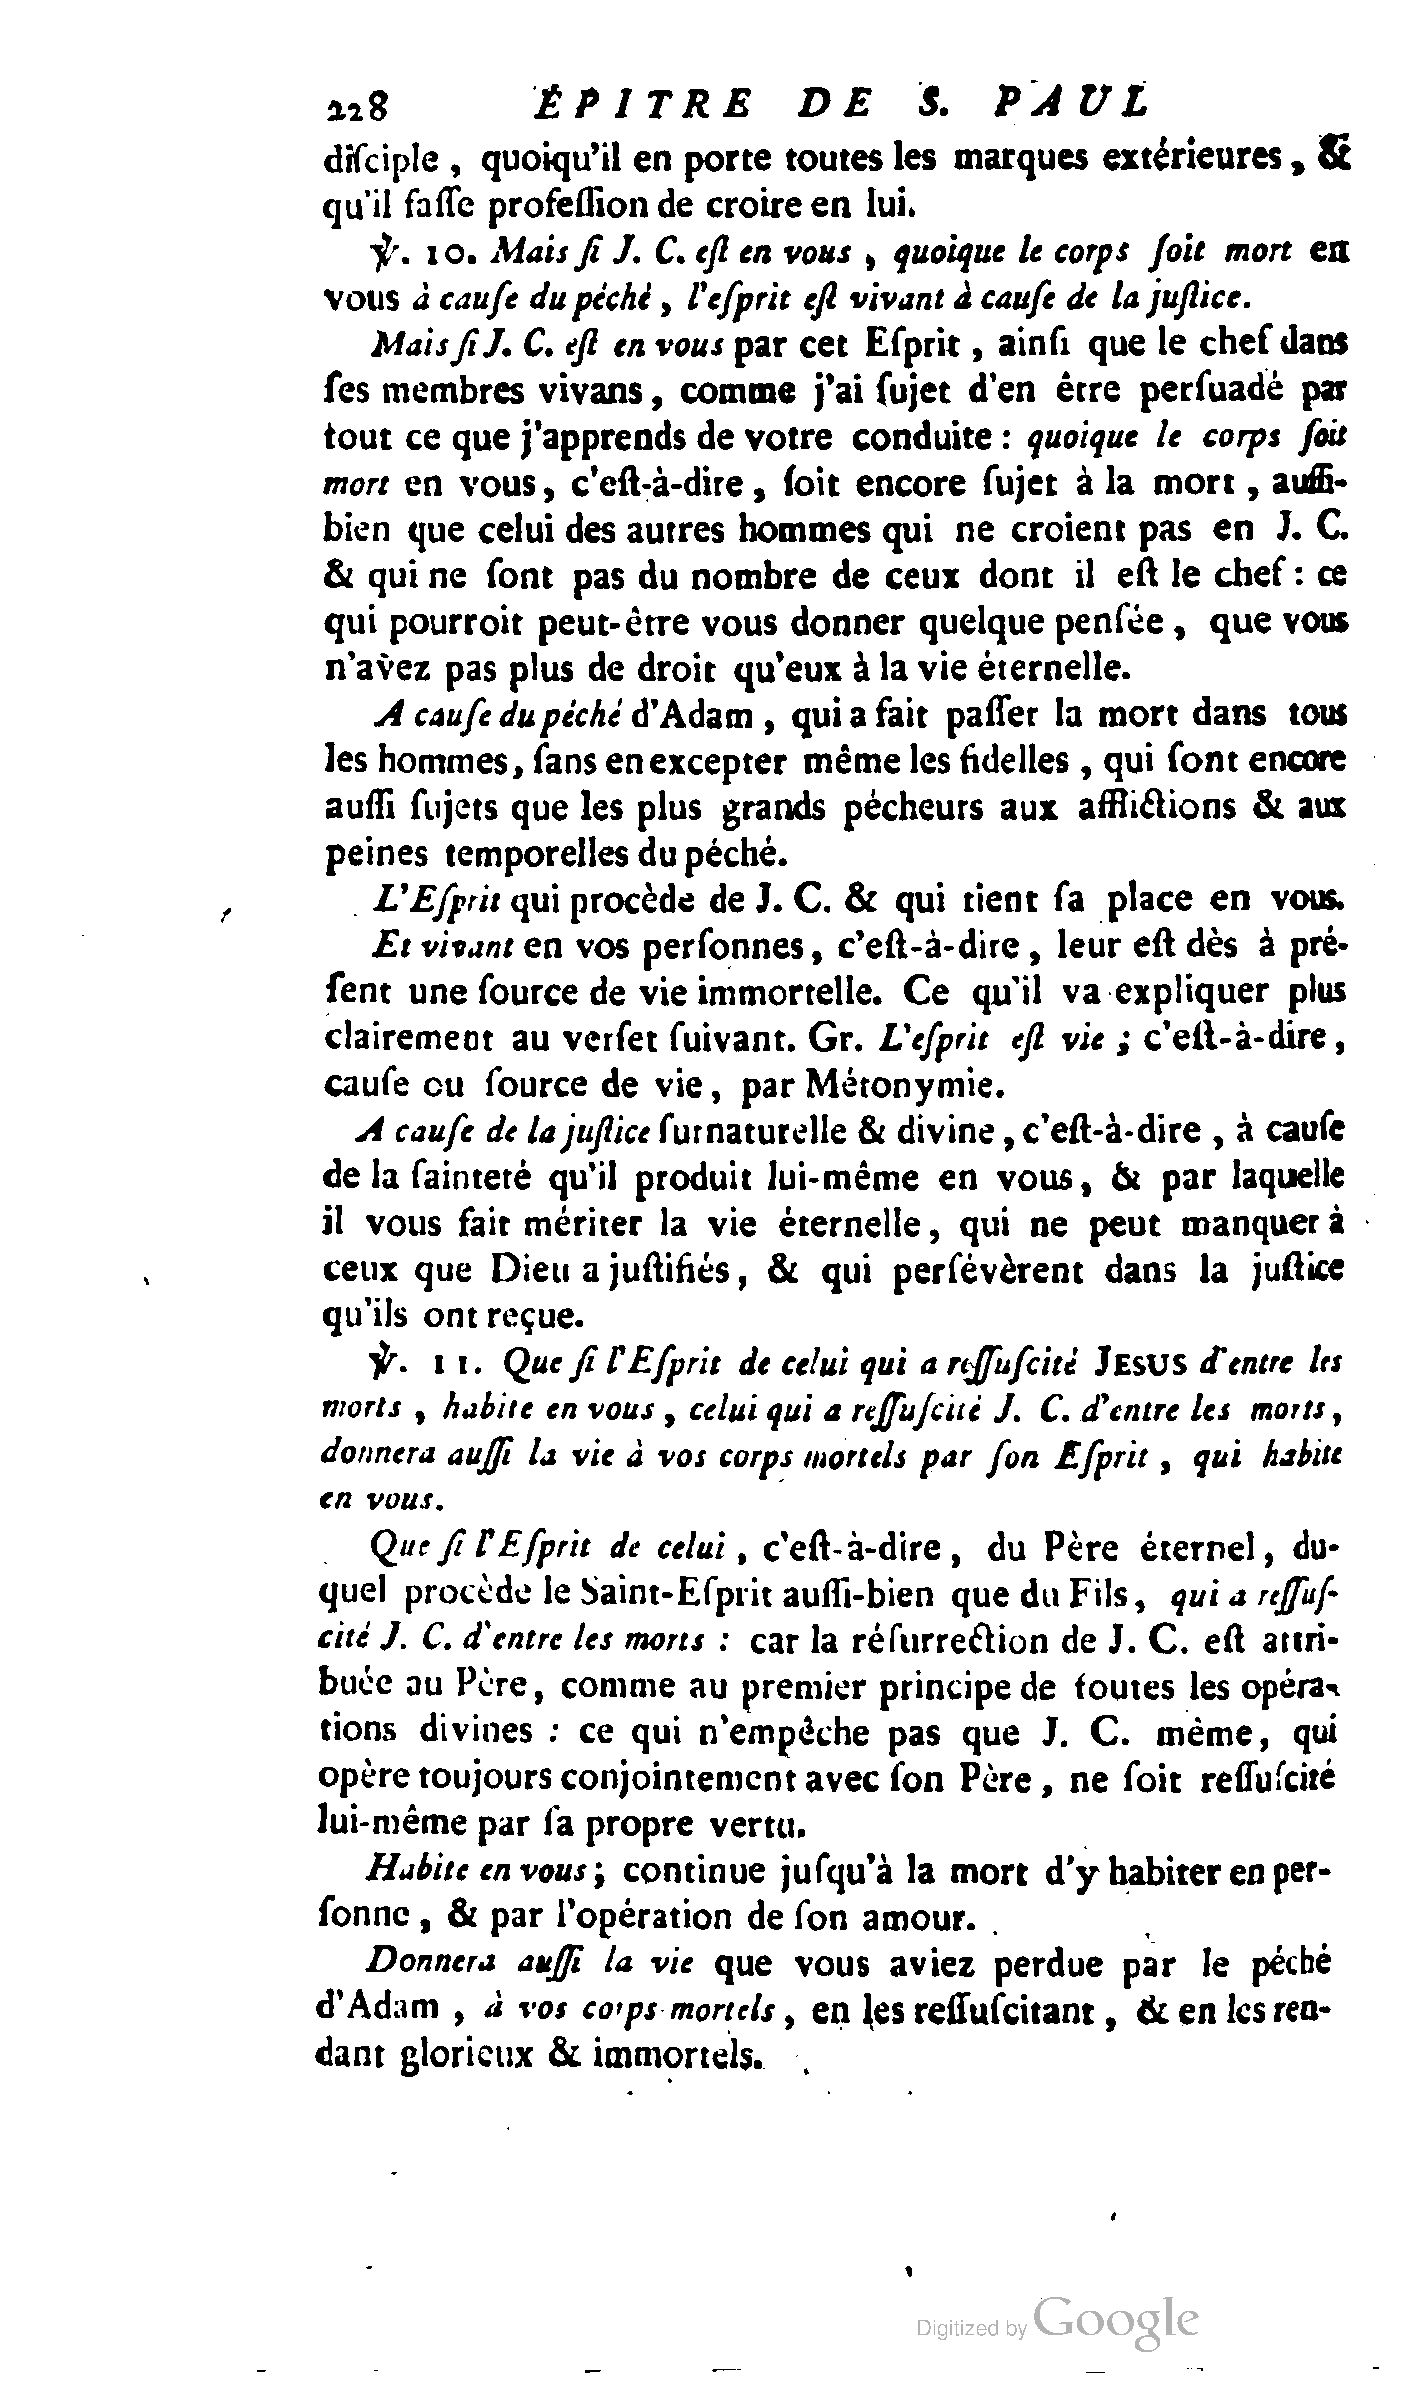 228 ÉPITRE DE S. PAUL
diſciple , quoiqu'il en porte toutes les marques extérieures , &
qu'il faſſe profeſſion de croire en lui.
℣. 10. Mais ſi J. C. eſt en vous , quoique le corps ſoit mort en
vous à cauſe du péché , l'eſprit eſt vivant à cauſe de la juſtice.
Mais ſi J. C. eſt en vous par cet Eſprit , ainſi que le chef dans
ſes membres vivans , comme j'ai ſujet d'en être perſuadé par
tout ce que j'apprends de votre conduite : quoique le corps ſoit
mort en vous , c'eſt-à-dire , ſoit encore ſujet à la mort , auſſi-
bien que celui des autres hommes qui ne croient pas en J. C.
& qui ne ſont pas du nombre de ceux dont il eſt le chef : ce
qui pourroit peut-être vous donner quelque penſée , que vous
n'avez pas plus de droit qu'eux à la vie éternelle.
A cauſe du péché d'Adam , qui a fait paſſer la mort dans tous
les hommes , ſans en excepter même les fidelles , qui ſont encore
auſſi ſujets que les plus grands pécheurs aux afflictions & aux
peines temporelles du péché.
L'Eſprit qui procède de J. C. & qui tient ſa place en vous.
Et vivant en vos perſonnes , c'eſt-à-dire , leur eſt dès à pré-
ſent une ſource de vie immortelle. Ce qu'il va expliquer plus
clairement au verſet ſuivant. Gr. L'eſprit eſt vie ; c'eſt-à-dire ,
cauſe ou ſource de vie , par Métonymie.
A cauſe de la juſtice ſurnaturelle & divine , c'eſt-à-dire , à cauſe
de la ſainteté qu'il produit lui-même en vous , & par laquelle
il vous fait mériter la vie éternelle , qui ne peut manquer à
ceux que Dieu a juſtifiés , & qui perſévèrent dans la juſtice
qu'ils ont reçue.
℣. 11. Que ſi l'Eſprit de celui qui a reſſuſcité JESUS d'entre les
morts , habite en vous , celui qui a reſſuſcité J. C. d'entre les morts ,
donnera auſſi la vie à vos corps mortels par ſon Eſprit , qui habite
en vous.
Que ſi l'Eſprit de celui , c'eſt-à-dire , du Père éternel , du-
quel procède le Saint-Eſprit auſſi-bien que du Fils , qui a reſſuſ-
cité J. C. d'entre les morts : car la réſurrection de J. C. eſt attri-
buée au Père , comme au premier principe de toutes les opéra-
tions divines : ce qui n'empêche pas que J. C. même , qui
opère toujours conjointement avec ſon Père , ne ſoit reſſuſcité
lui-même par ſa propre vertu.
Habite en vous ; continue juſqu'à la mort d'y habiter en per-
ſonne , & par l'opération de ſon amour.
Donnera auſſi la vie que vous aviez perdue par le péché
d'Adam , à vos corps mortels , en les reſſuſcitant , & en les ren-
dant glorieux & immortels.
Digitized by Google